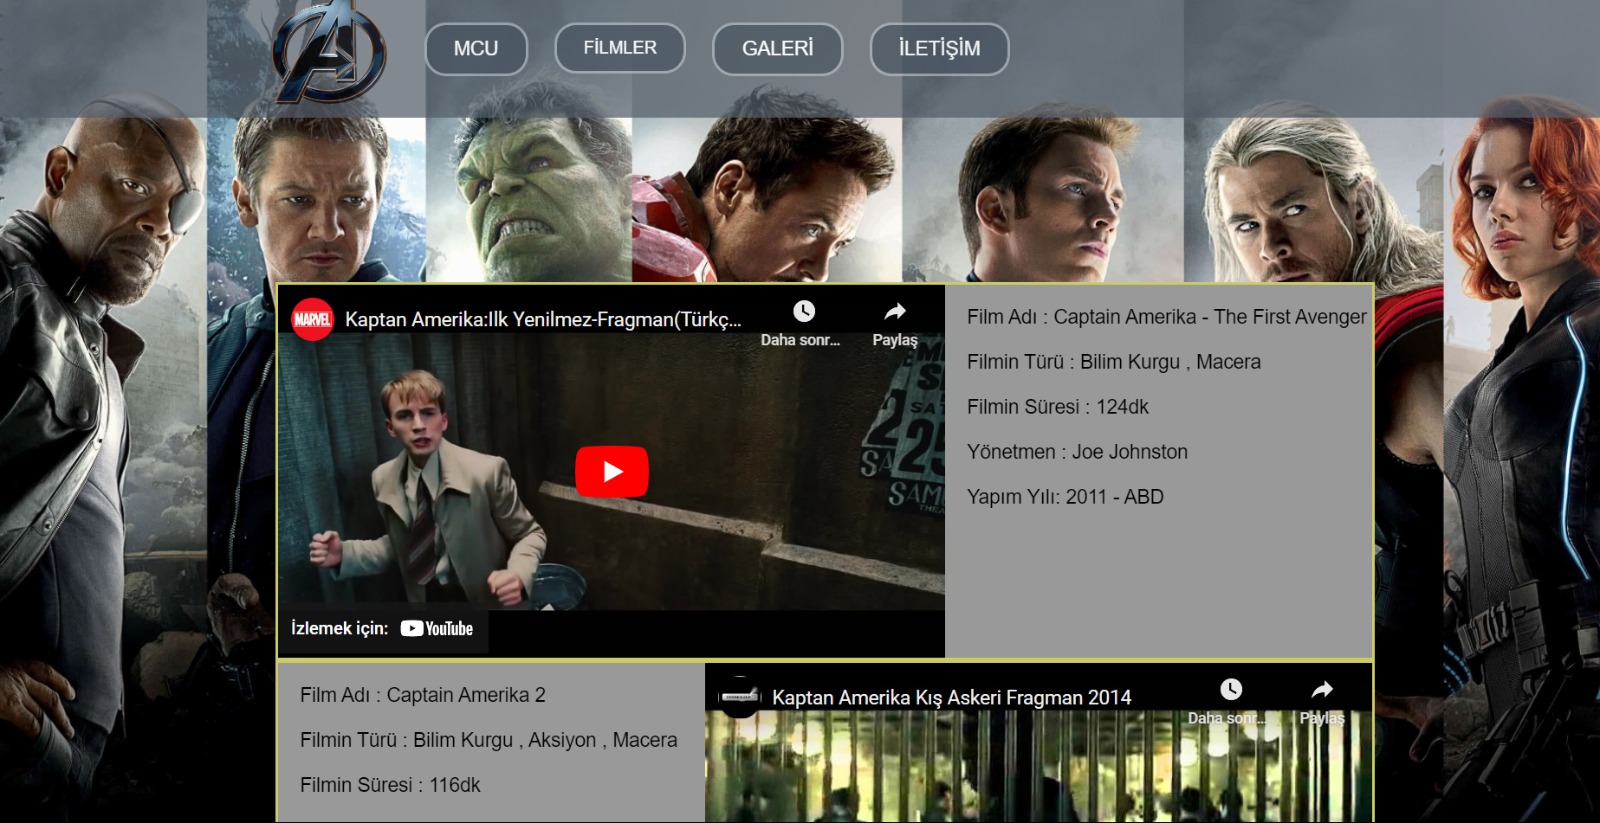 MCU
FİLMLER
GALERİ
İLETİŞİM
MARVEL
Kaptan Amerika:Ilk Yenilmez-Fragman(Türkç...
Daha sonr...
Paylaş
İzlemek için: YouTube
Film Adı : Captain Amerika - The First Avenger
Filmin Türü : Bilim Kurgu , Macera
Filmin Süresi : 124dk
Yönetmen : Joe Johnston
Yapım Yılı: 2011 - ABD
Film Adı : Captain Amerika 2
Filmin Türü : Bilim Kurgu , Aksiyon , Macera
Filmin Süresi : 116dk
Kaptan Amerika Kış Askeri Fragman 2014
Daha sonr...
Paylaş